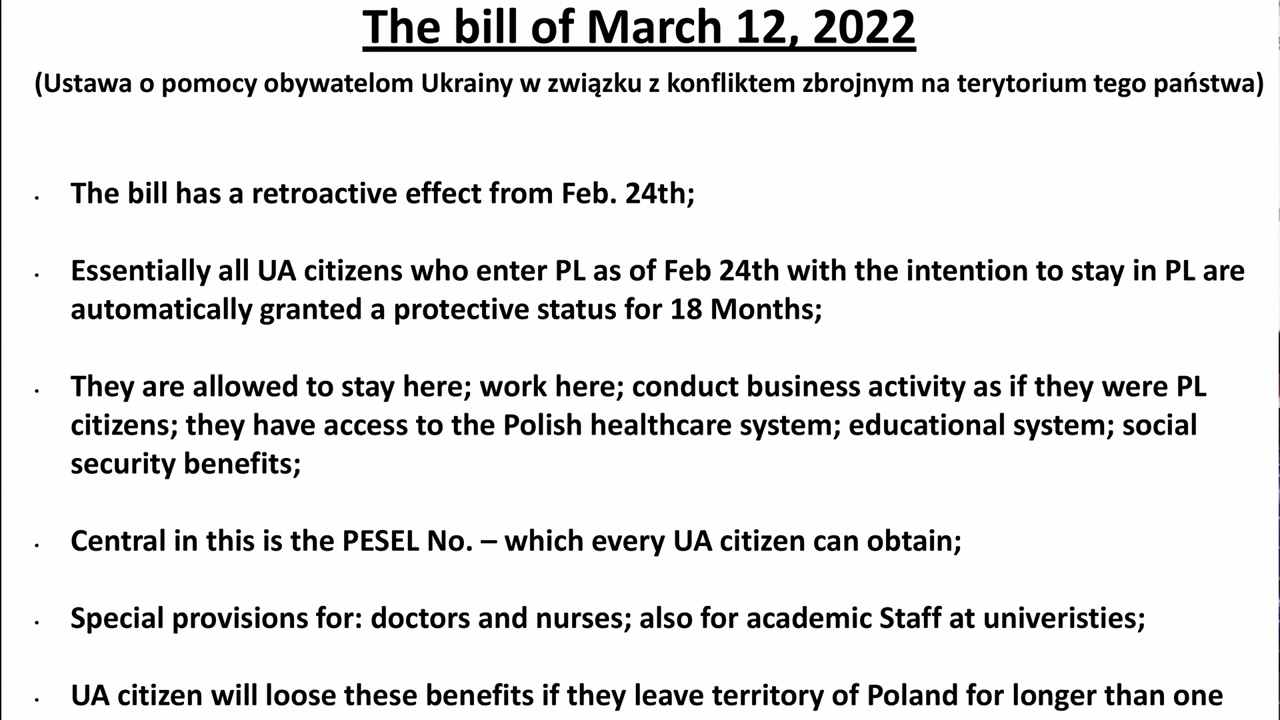 The bill of March 12, 2022
(Ustawa o pomocy obywatelom Ukrainy w związku z konfliktem zbrojnym na terytorium tego państwa)
· The bill has a retroactive effect from Feb. 24th;
· Essentially all UA citizens who enter PL as of Feb 24th with the intention to stay in PL are
automatically granted a protective status for 18 Months;
· They are allowed to stay here; work here; conduct business activity as if they were PL
citizens; they have access to the Polish healthcare system; educational system; social
security benefits;
· Central in this is the PESEL No. – which every UA citizen can obtain;
· Special provisions for: doctors and nurses; also for academic Staff at univeristies;
· UA citizen will loose these benefits if they leave territory of Poland for longer than one